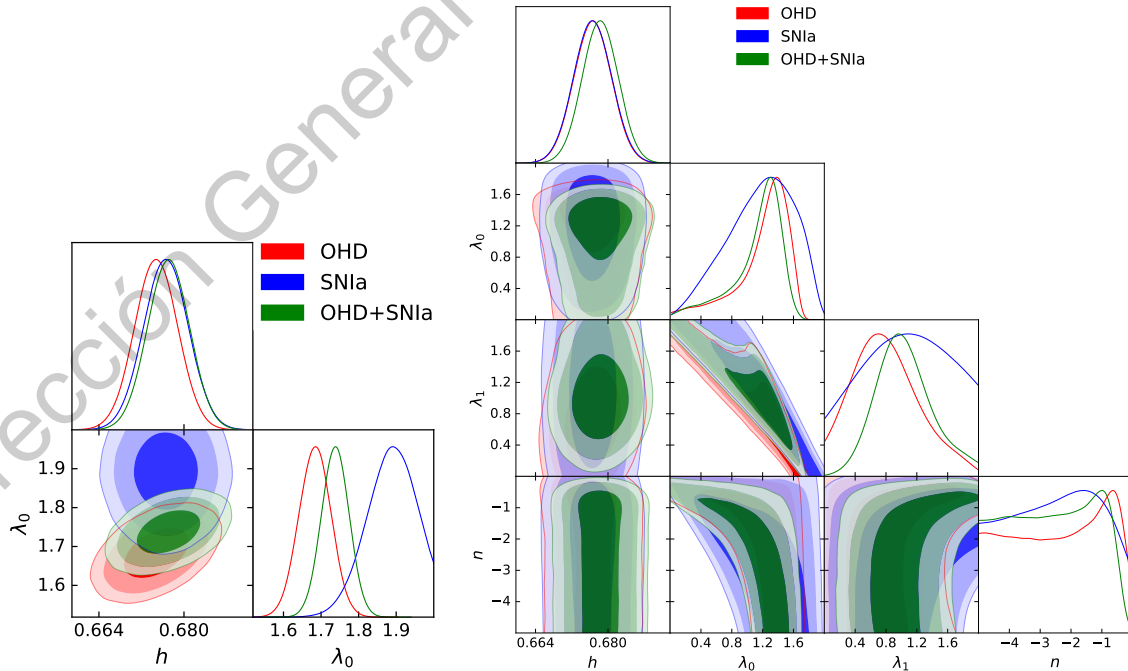 rección General
OHD
SNIa
OHD+SNIa
λ0
1.9
1.8
1.7
1.6
0.664 0.680
h
1.6 1.7 1.8 1.9
λ0
OHD
SNIa
OHD+SNIa
λ0
1.6
1.2
0.8
0.4
λ1
1.6
1.2
0.8
0.4
n
−1
−2
−3
−4
0.664 0.680
h
0.4 0.8 1.2 1.6
λ0
0.4 0.8 1.2 1.6
λ1
−4 −3 −2 −1
n